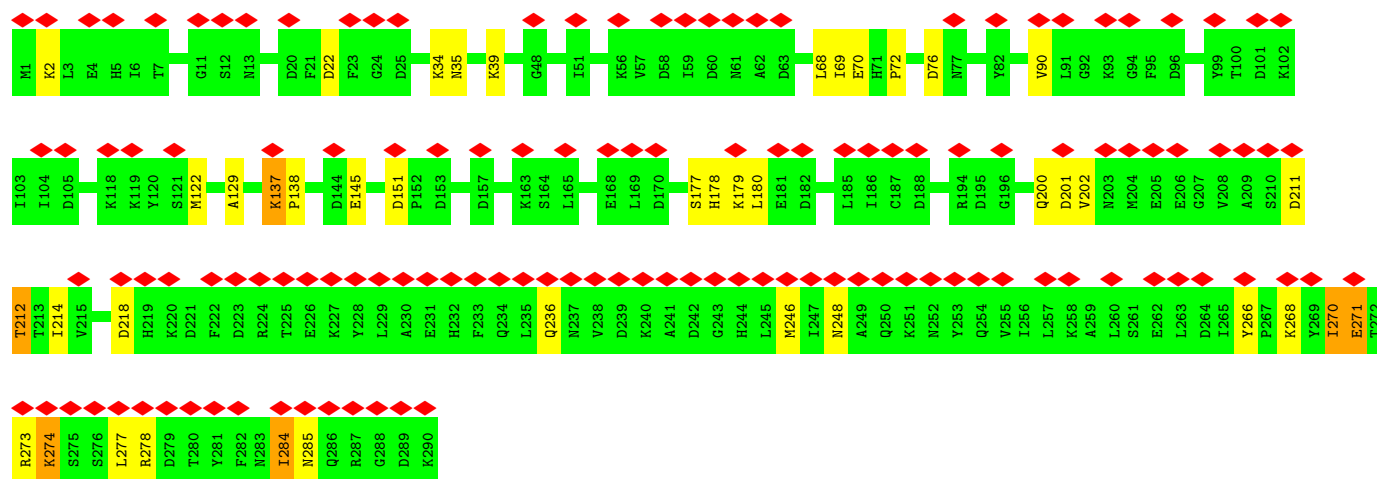 M1 K2 L3 E4 H5 I6 T7 G11 S12 N13 D20 F21 D22 F23 G24 D25 K34 N35 K39 G48 I51 K56 V57 D58 I59 D60 N61 A62 D63 L68 I69 E70 H71 P72 D76 N77 Y82 V90 L91 G92 K93 G94 F95 D96 Y99 T100 D101 K102
I103 I104 D105 K118 K119 Y120 S121 M122 A129 K137 P138 D144 E145 D151 P152 D153 D157 K163 S164 L165 E168 L169 D170 S177 H178 K179 L180 E181 D182 L185 I186 C187 D188 R194 D195 G196 Q200 D201 V202 N203 M204 E205 E206 G207 V208 A209 S210 D211
T212 T213 I214 V215 D218 H219 K220 D221 F222 D223 R224 T225 E226 K227 Y228 L229 A230 E231 H232 F233 Q234 L235 Q236 N237 V238 D239 K240 A241 D242 G243 H244 L245 M246 I247 N248 A249 Q250 K251 N252 Y253 Q254 V255 I256 L257 K258 A259 L260 S261 E262 L263 D264 I265 Y266 P267 K268 Y269 I270 E271 T272
R273 K274 S275 S276 L277 R278 D279 T280 Y281 F282 N283 I284 N285 Q286 R287 G288 D289 K290